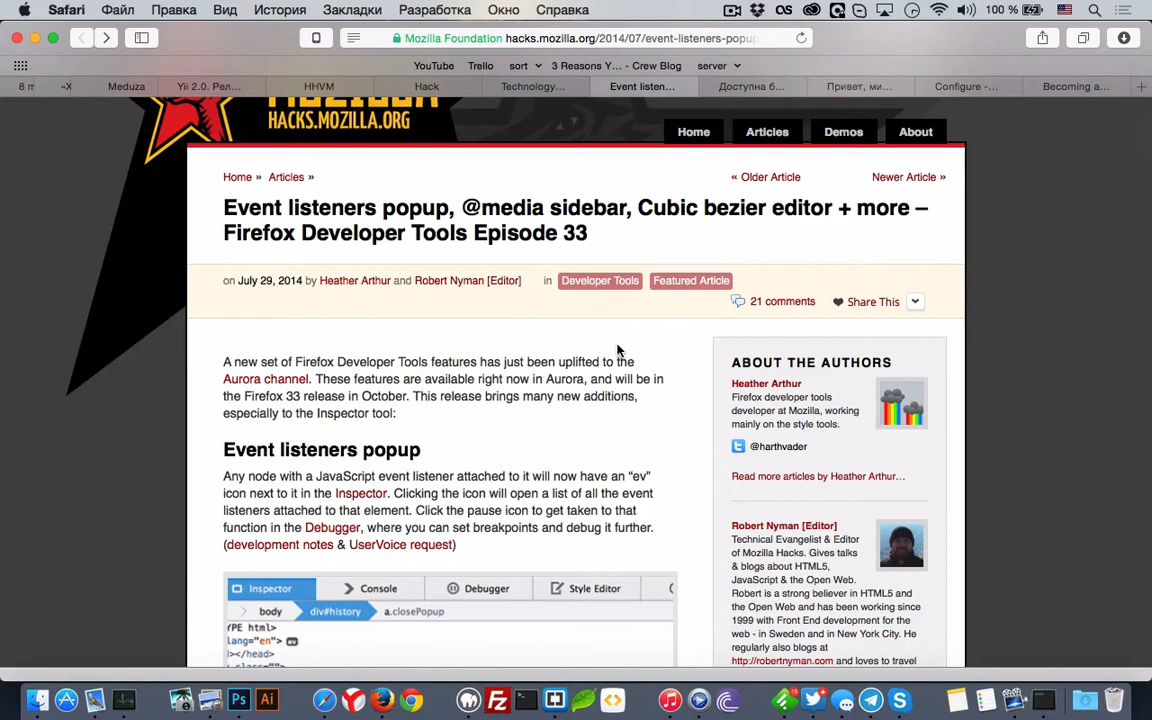 Safari Файл Правка Вид История Закладки Разработка Окно Справка 100 %
Mozilla Foundation hacks.mozilla.org/2014/07/event-listeners-popup
YouTube Trello sort 3 Reasons Y... - Crew Blog server
8 «X Meduza Yii 2.0. Рел... HHVM Hack Technology... Event listen... Доступна б... Привет, ми... Configure -... Becoming a...
MOZILLA
HACKS.MOZILLA.ORG
Home Articles Demos About
Home » Articles » « Older Article Newer Article »
Event listeners popup, @media sidebar, Cubic bezier editor + more –
Firefox Developer Tools Episode 33
on July 29, 2014 by Heather Arthur and Robert Nyman [Editor] in Developer Tools Featured Article
21 comments Share This
A new set of Firefox Developer Tools features has just been uplifted to the
Aurora channel. These features are available right now in Aurora, and will be in
the Firefox 33 release in October. This release brings many new additions,
especially to the Inspector tool:
Event listeners popup
Any node with a JavaScript event listener attached to it will now have an “ev”
icon next to it in the Inspector. Clicking the icon will open a list of all the event
listeners attached to that element. Click the pause icon to get taken to that
function in the Debugger, where you can set breakpoints and debug it further.
(development notes & UserVoice request)
Inspector Console Debugger Style Editor
body div#history a.closePopup
YPE html>
lang="en"> ev
></head>
ABOUT THE AUTHORS
Heather Arthur
Firefox developer tools
developer at Mozilla, working
mainly on the style tools.
@harthvader
Read more articles by Heather Arthur…
Robert Nyman [Editor]
Technical Evangelist & Editor
of Mozilla Hacks. Gives talks
& blogs about HTML5,
JavaScript & the Open Web.
Robert is a strong believer in HTML5 and
the Open Web and has been working since
1999 with Front End development for the
web - in Sweden and in New York City. He
regularly also blogs at
http://robertnyman.com and loves to travel